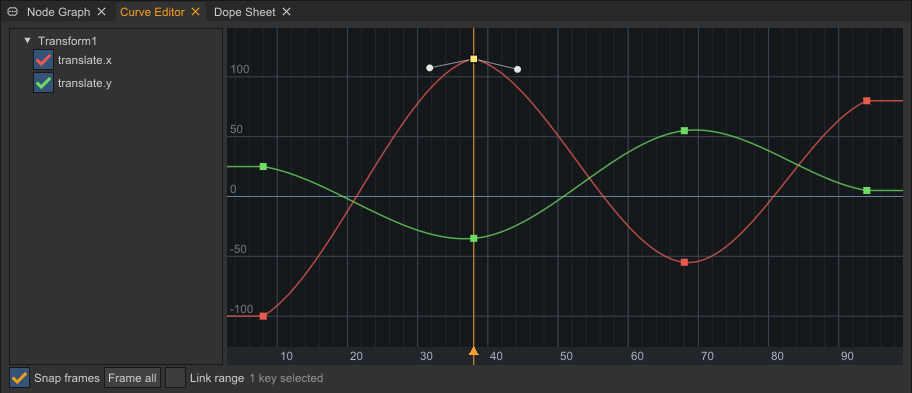 Node Graph Curve Editor Dope Sheet
Transform1
translate.x
translate.y
100
50
0
-50
-100
10 20 30 40 50 60 70 80 90
Snap frames Frame all Link range 1 key selected